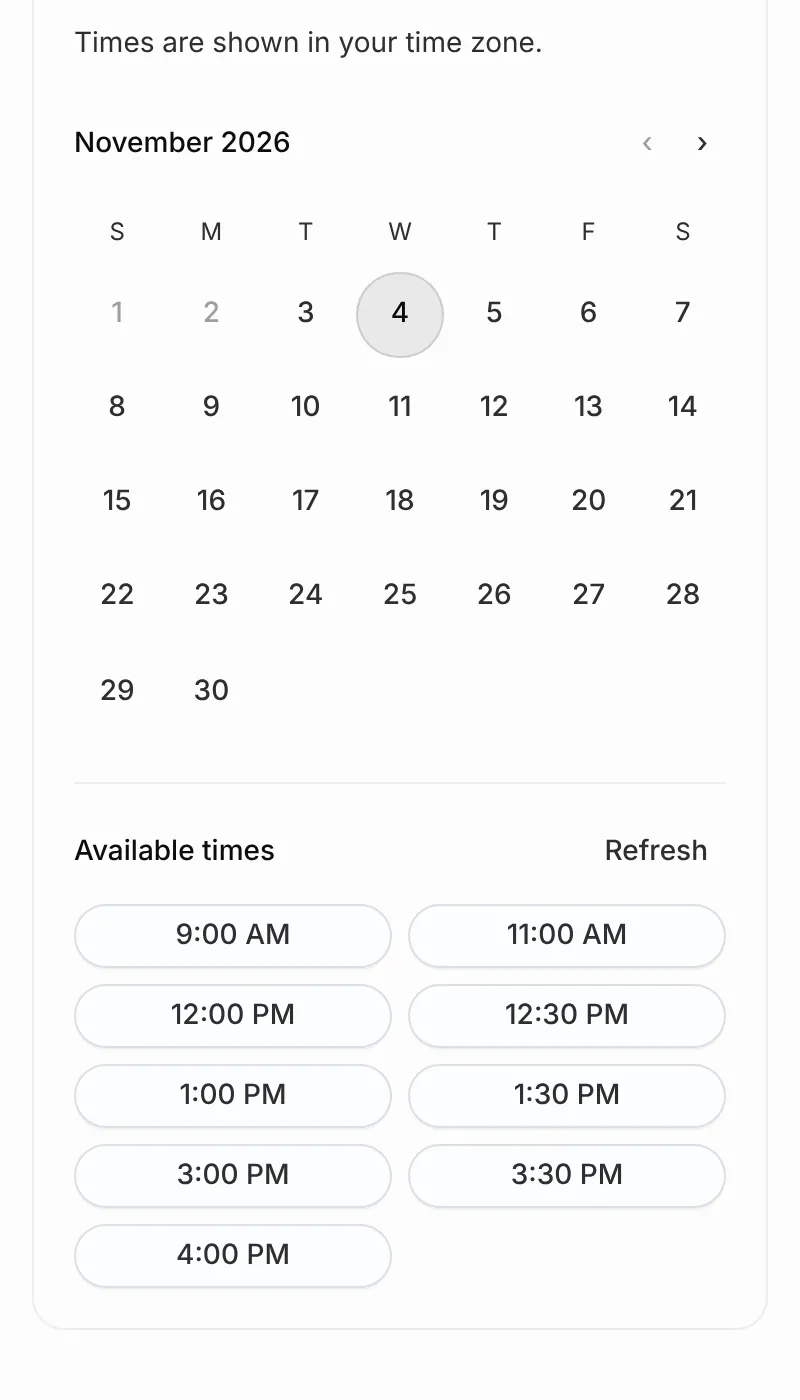 Times are shown in your time zone.
November 2026 ‹ ›
S M T W T F S
1 2 3 4 5 6 7
8 9 10 11 12 13 14
15 16 17 18 19 20 21
22 23 24 25 26 27 28
29 30
Available times Refresh
9:00 AM 11:00 AM
12:00 PM 12:30 PM
1:00 PM 1:30 PM
3:00 PM 3:30 PM
4:00 PM